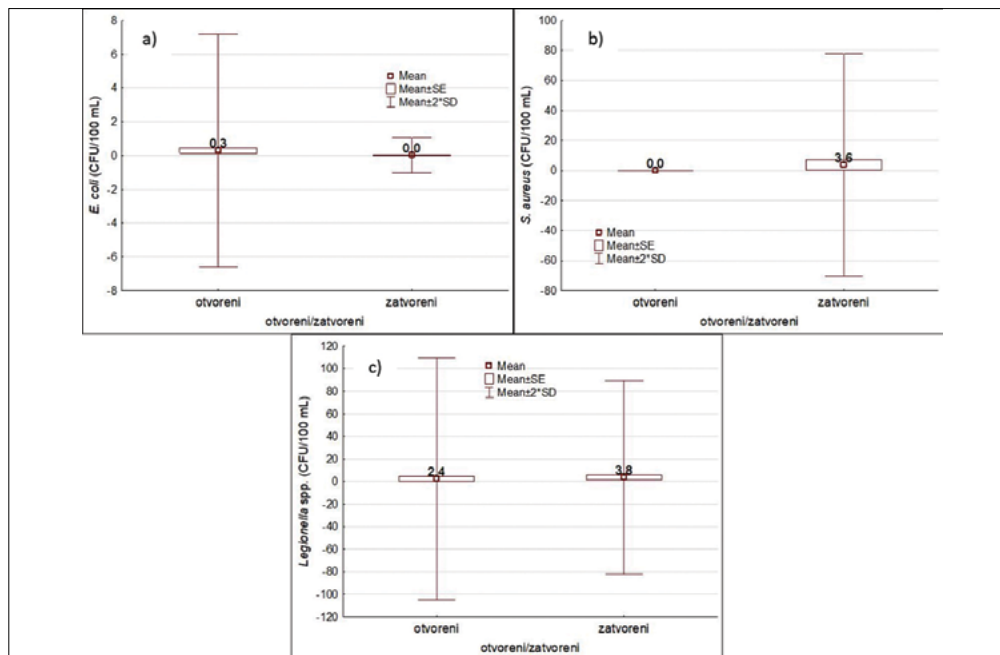 a)
8
6
4
2
0
-2
-4
-6
-8
E. coli (CFU/100 mL)
Mean
Mean±SE
Mean±2*SD
0.3
0.0
otvoreni
zatvoreni
otvoreni/zatvoreni
b)
100
80
60
40
20
0
-20
-40
-60
-80
S. aureus (CFU/100 mL)
0.0
3.6
Mean
Mean±SE
Mean±2*SD
otvoreni
zatvoreni
otvoreni/zatvoreni
c)
120
100
80
60
40
20
0
-20
-40
-60
-80
-100
-120
Legionella spp. (CFU/100 mL)
Mean
Mean±SE
Mean±2*SD
2.4
3.8
otvoreni
zatvoreni
otvoreni/zatvoreni